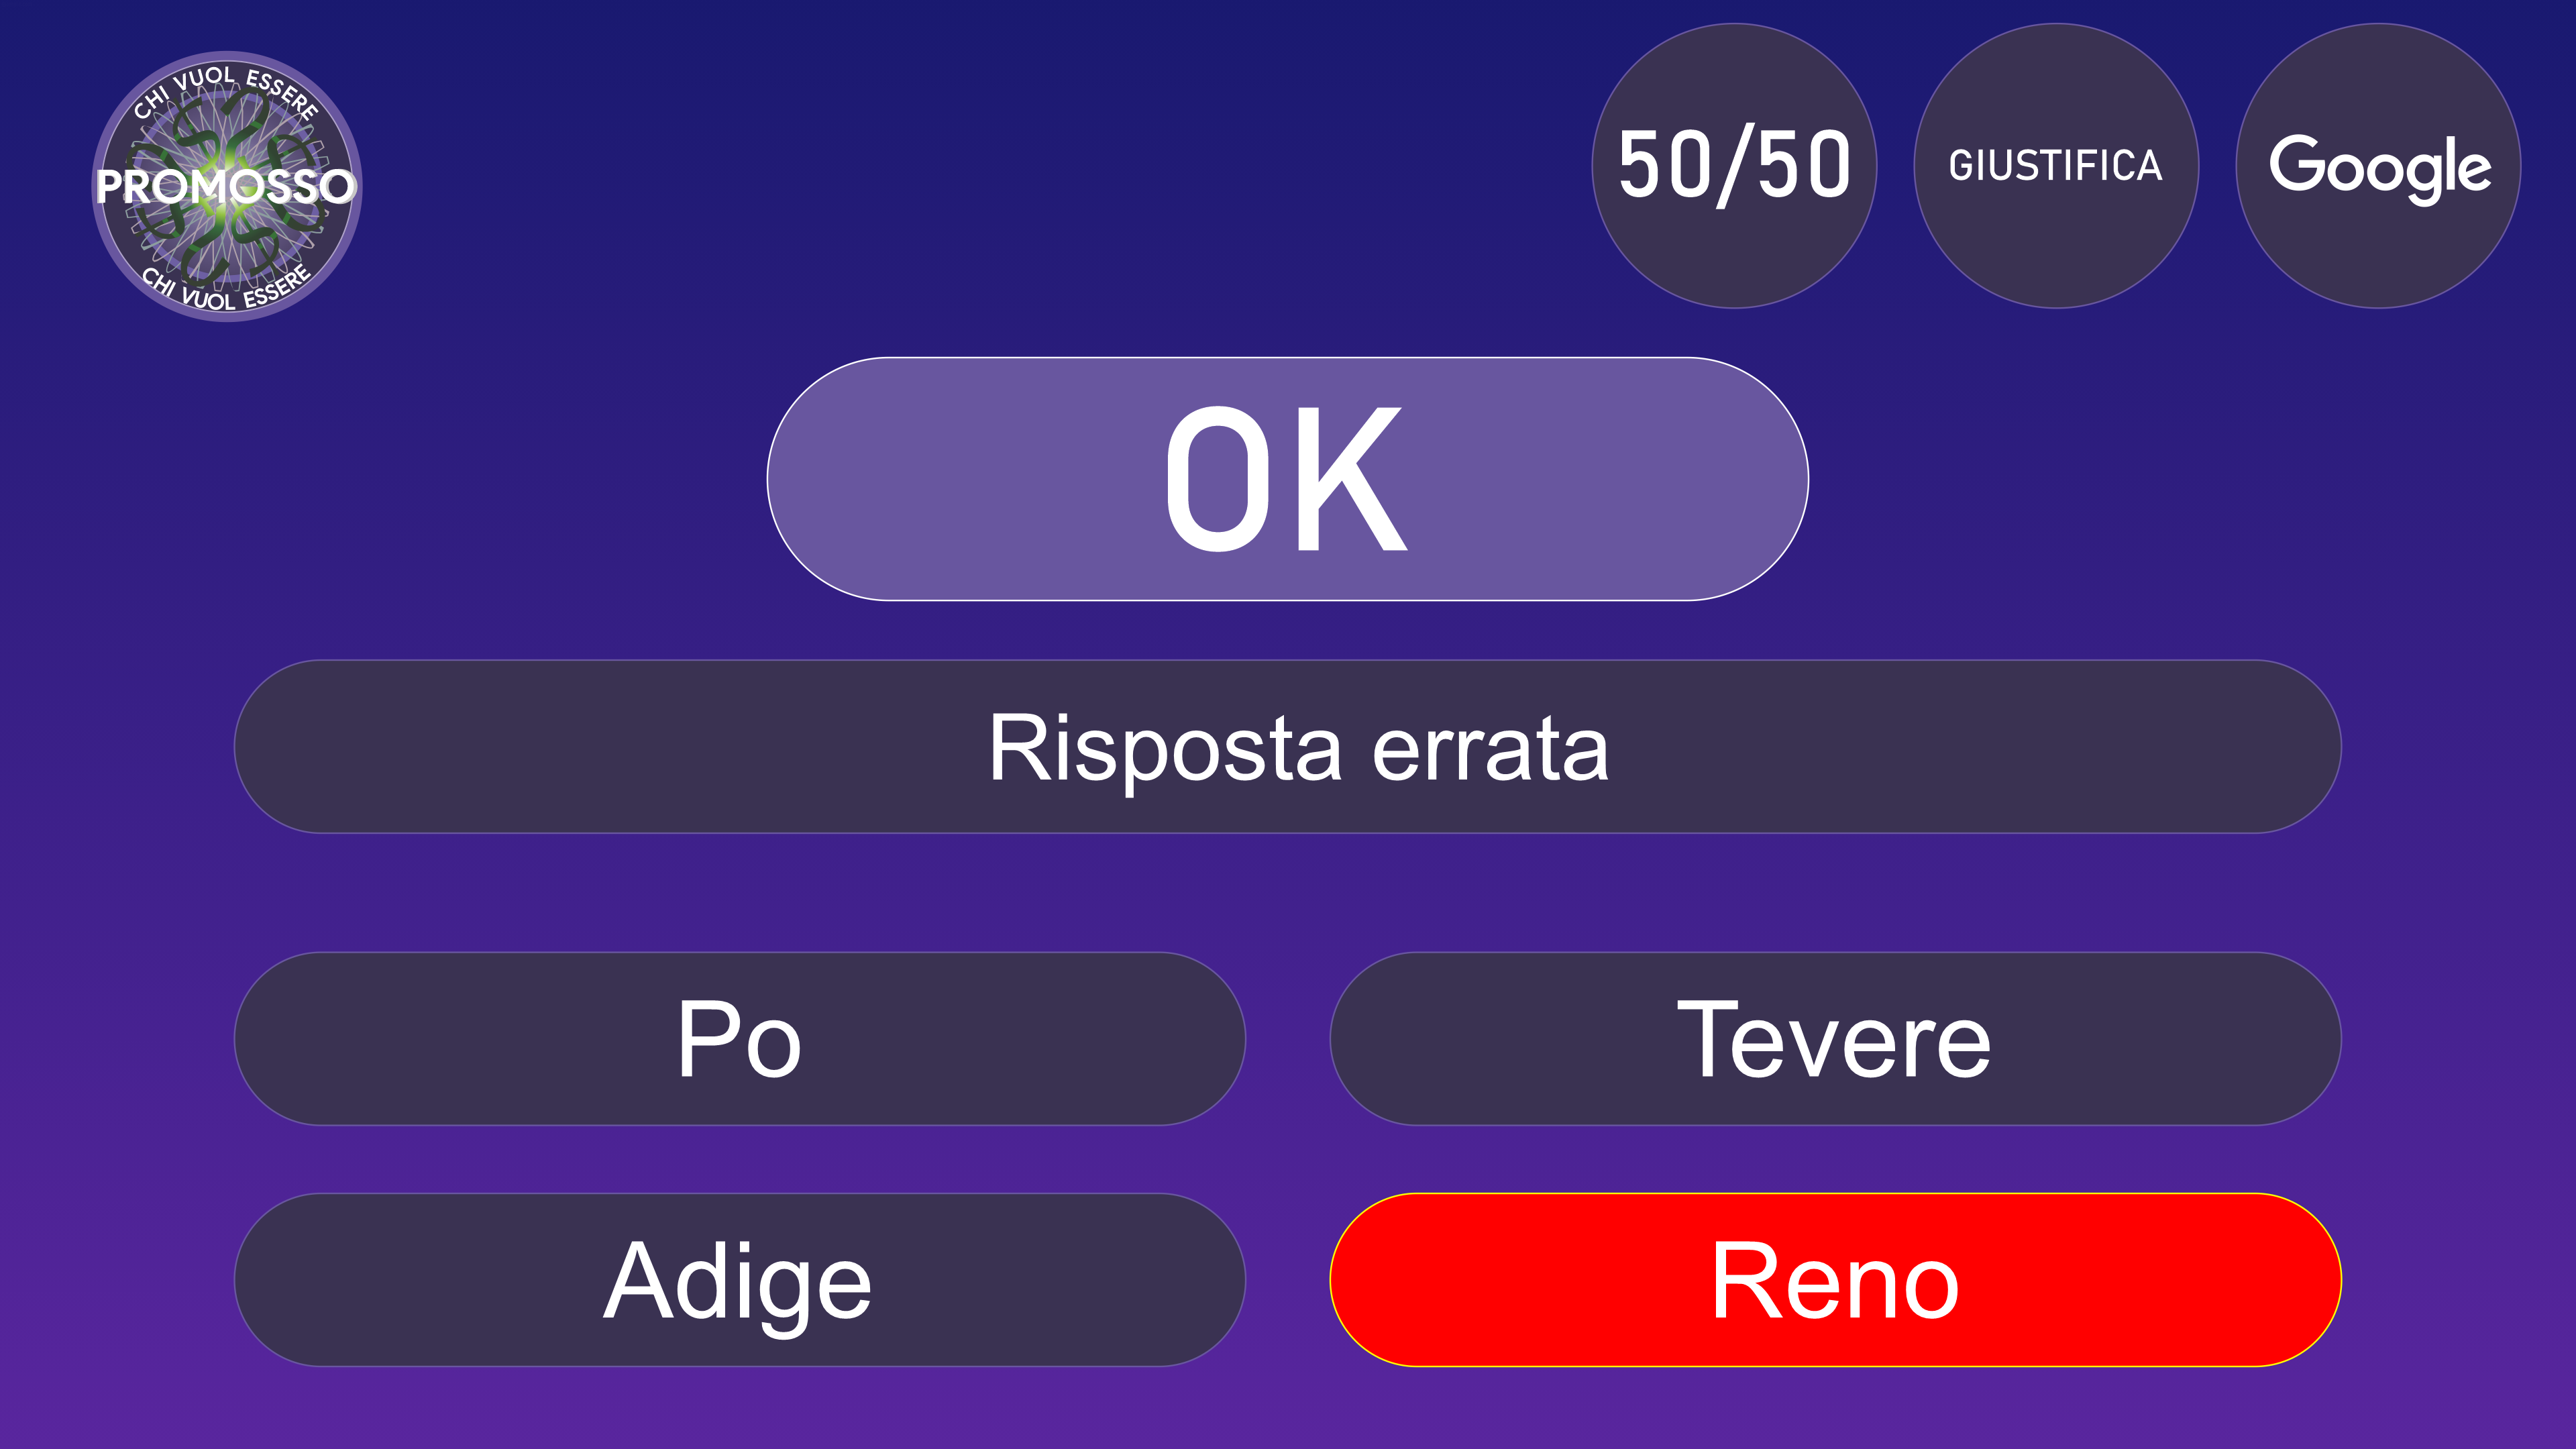 CHI VUOL ESSERE
PROMOSSO
CHI VUOL ESSERE
50/50
GIUSTIFICA
Google
OK
Risposta errata
Po
Tevere
Adige
Reno